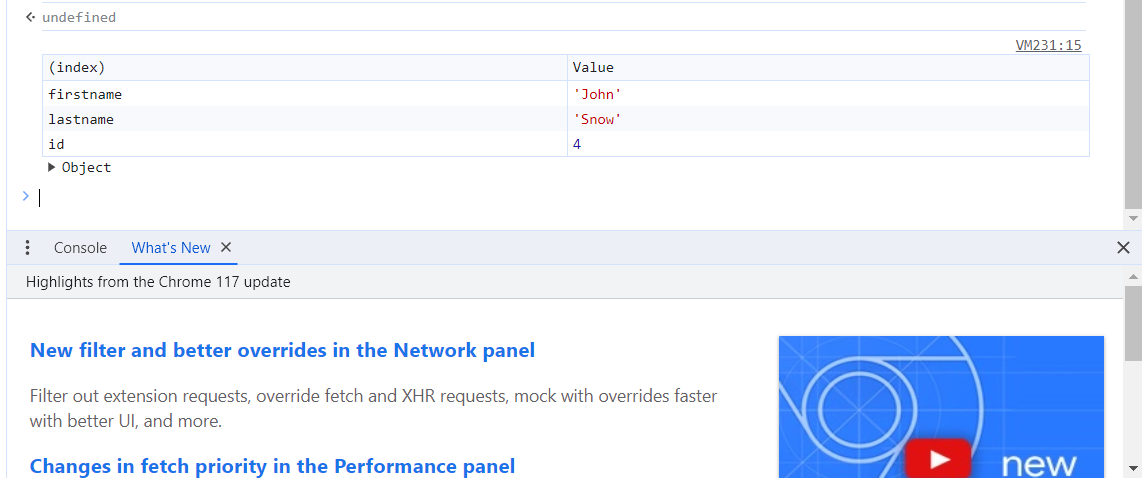 undefined
VM231:15
(index) Value
firstname 'John'
lastname 'Snow'
id 4
Object
Console What's New
Highlights from the Chrome 117 update
New filter and better overrides in the Network panel
Filter out extension requests, override fetch and XHR requests, mock with overrides faster
with better UI, and more.
Changes in fetch priority in the Performance panel
new